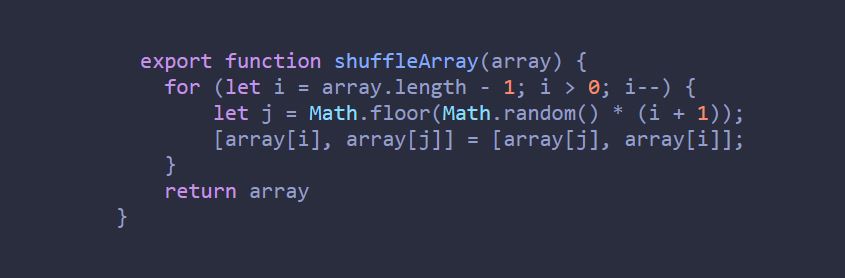 export function shuffleArray(array) {
for (let i = array.length - 1; i > 0; i--) {
let j = Math.floor(Math.random() * (i + 1));
[array[i], array[j]] = [array[j], array[i]];
}
return array
}